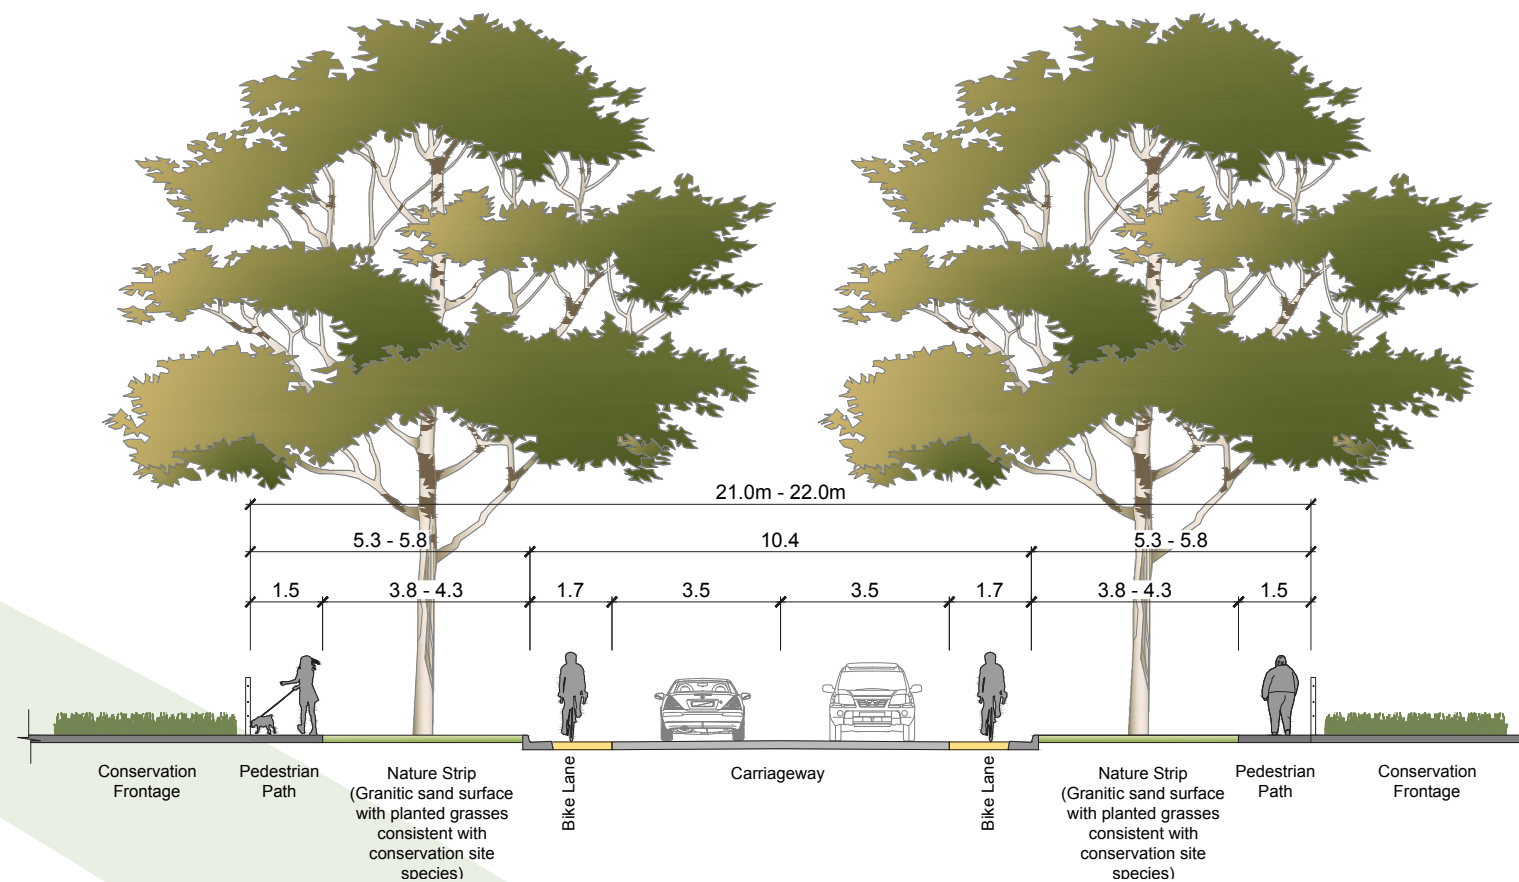 21.0m - 22.0m
5.3 - 5.8
10.4
5.3 - 5.8
1.5
3.8 - 4.3
1.7
3.5
3.5
1.7
3.8 - 4.3
1.5
Conservation
Frontage
Pedestrian
Path
Nature Strip
(Granitic sand surface
with planted grasses
consistent with
conservation site
species)
Bike Lane
Carriageway
Bike Lane
Nature Strip
(Granitic sand surface
with planted grasses
consistent with
conservation site
species)
Pedestrian
Path
Conservation
Frontage